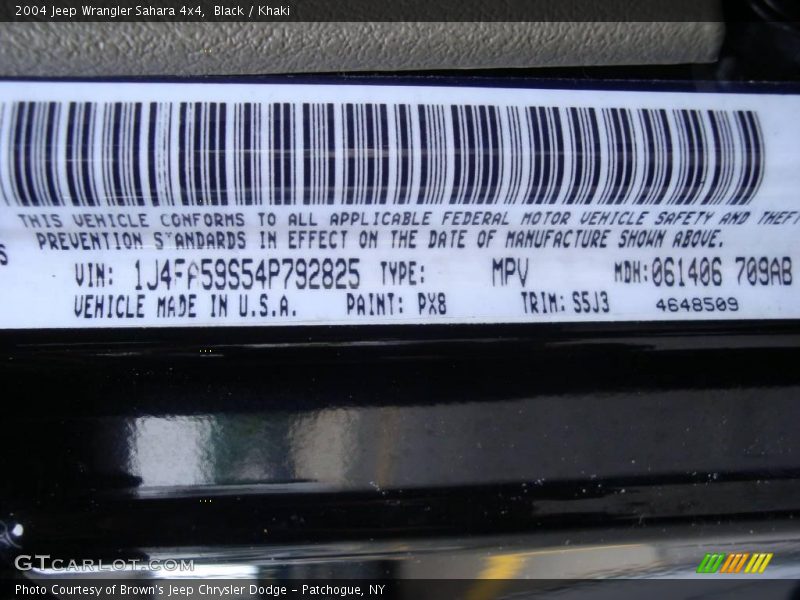 2004 Jeep Wrangler Sahara 4x4, Black / Khaki
THIS VEHICLE CONFORMS TO ALL APPLICABLE FEDERAL MOTOR VEHICLE SAFETY AND THEFT
PREVENTION STANDARDS IN EFFECT ON THE DATE OF MANUFACTURE SHOWN ABOVE.
S
VIN: 1J4FA59S54P792825 TYPE: MPV MDH:061406 709AB
VEHICLE MADE IN U.S.A. PAINT: PX8 TRIM: S5J3 4648509
GTCarLot.com
Photo Courtesy of Brown's Jeep Chrysler Dodge - Patchogue, NY